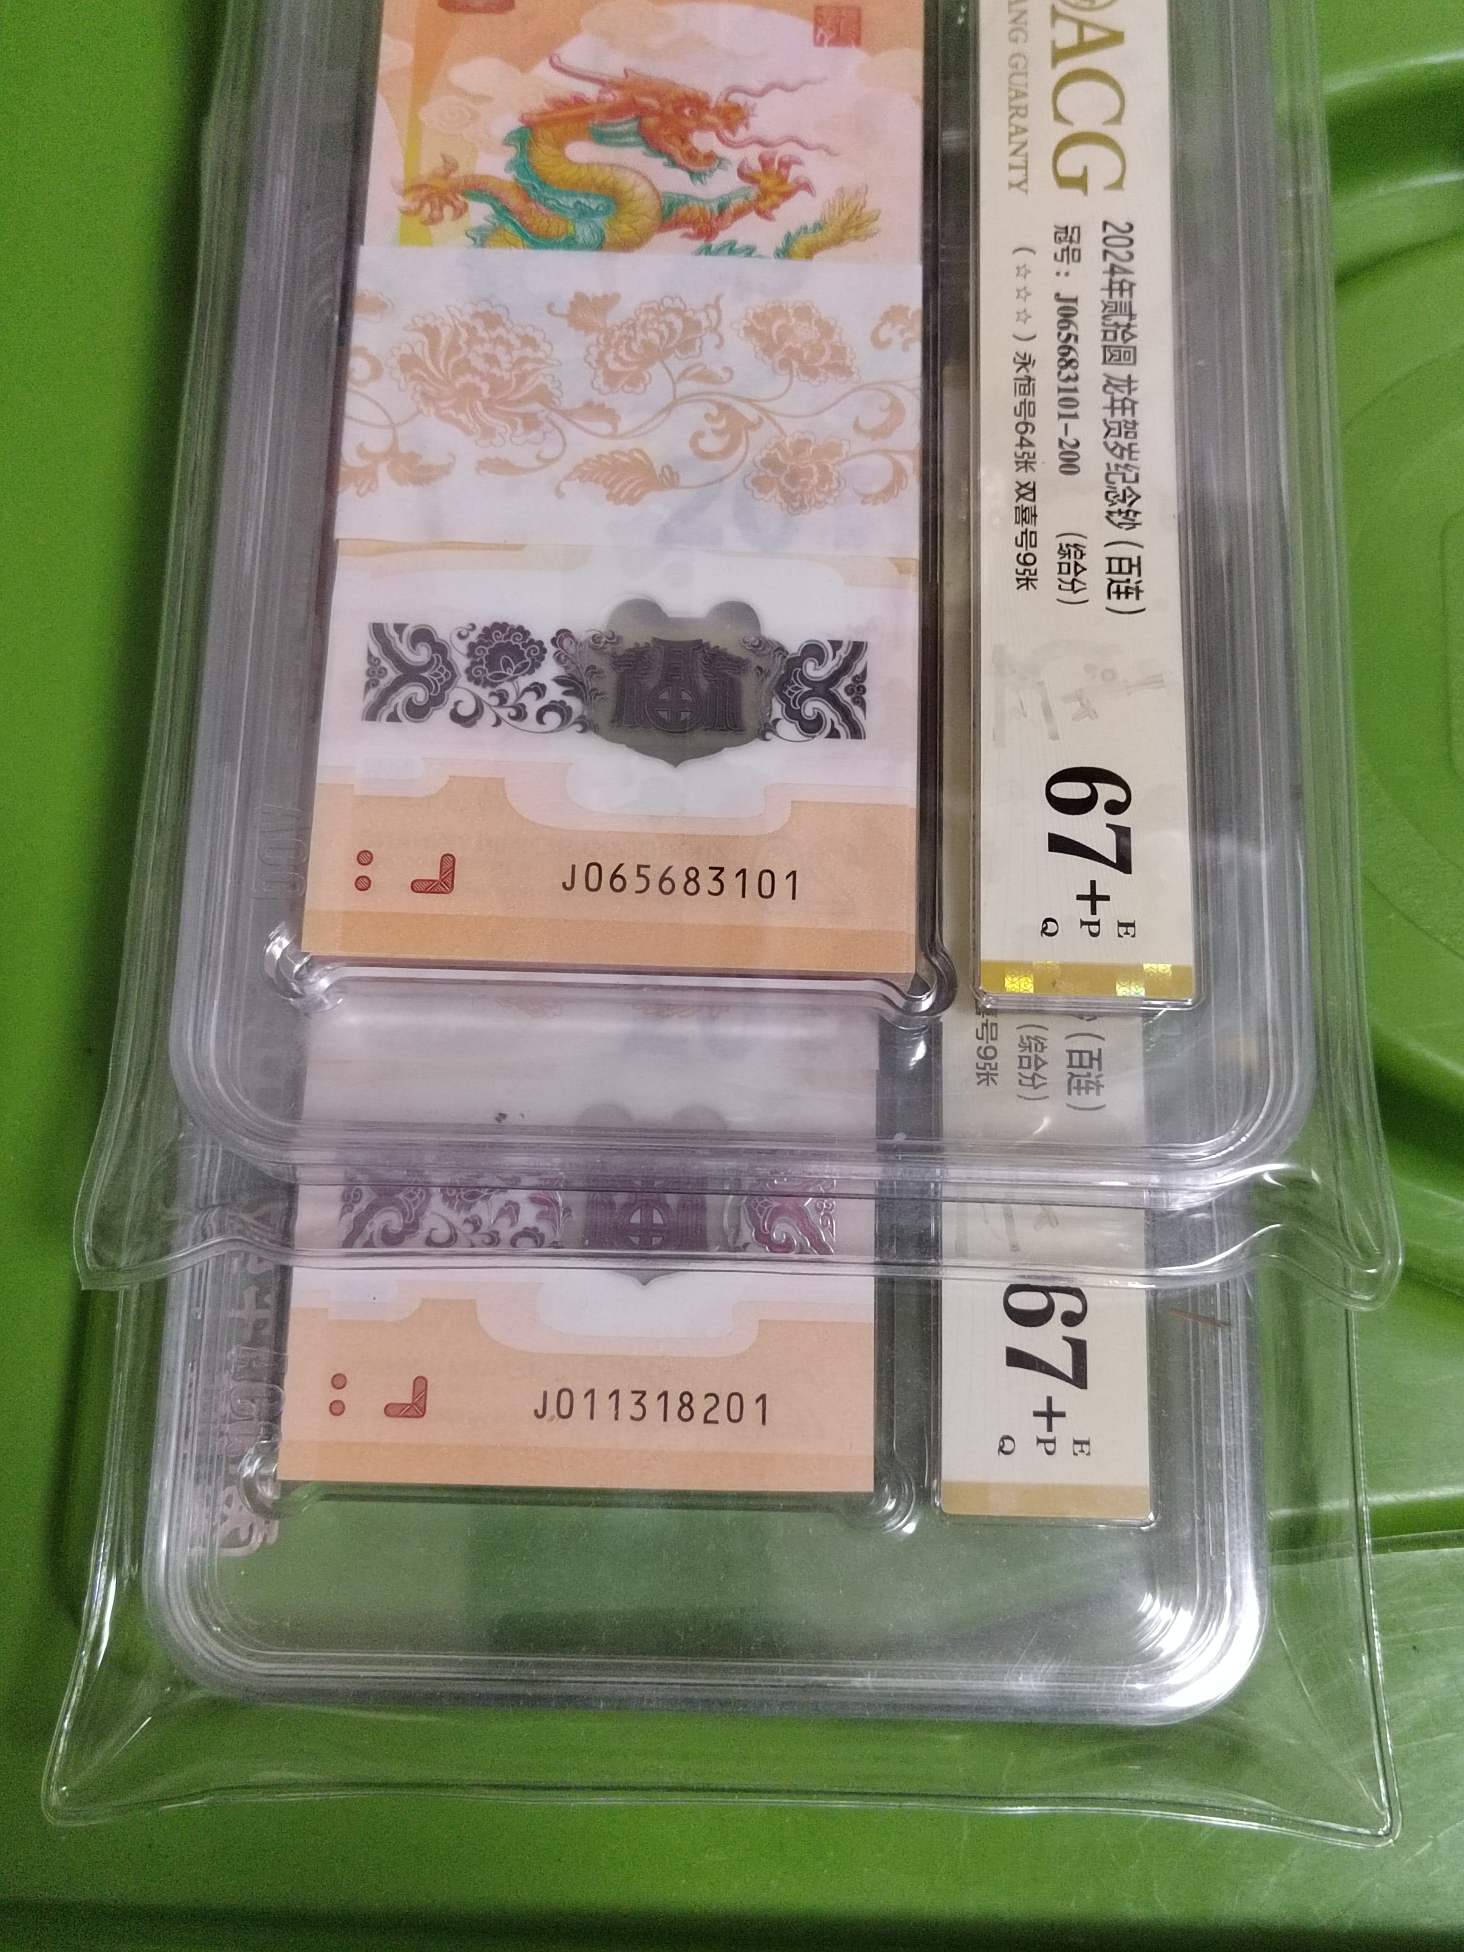 ACG
ANG GUARANTY
2024年贰拾圆 龙年贺岁纪念钞（百连）
冠号：J065683101-200 （综合分）
（☆☆☆）永恒号64张 双喜号9张
67+
E
P
Q
J065683101
（百连）
（综合分）
号9张
67+
E
P
Q
J011318201